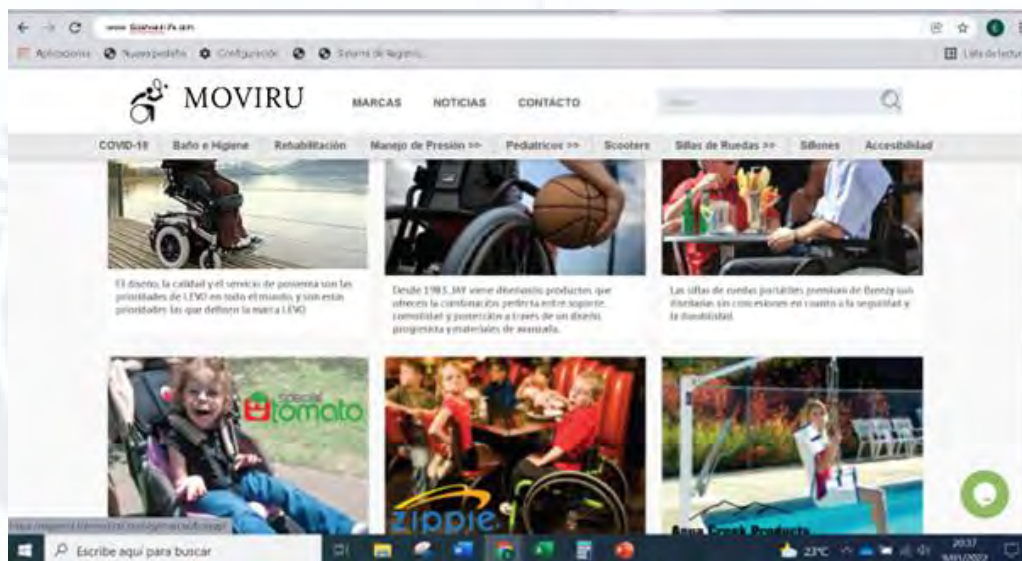 Aplicaciones Configuración
MOVIRU MARCAS NOTICIAS CONTACTO
COVID-19 Baño e Higiene Rehabilitación Manejo de Presión >> Pediatricos >> Scooters Sillas de Ruedas >> Sillones Accesibilidad
El diseño, la calidad y el servicio de posventa son las
prioridades de LEVO en todo el mundo, y son estas
prioridades las que definen la marca LEVO
Desde 1983, JAY viene diseñando productos que
ofrecen la combinación perfecta entre soporte,
comodidad y protección a través de un diseño
progresista y materiales de avanzada.
Las sillas de ruedas portátiles premium de Breezy son
diseñadas sin concesiones en cuanto a la seguridad y
la durabilidad.
special
tomato
zippie
Aqua Creek Products
Escribe aquí para buscar
23°C
20:37